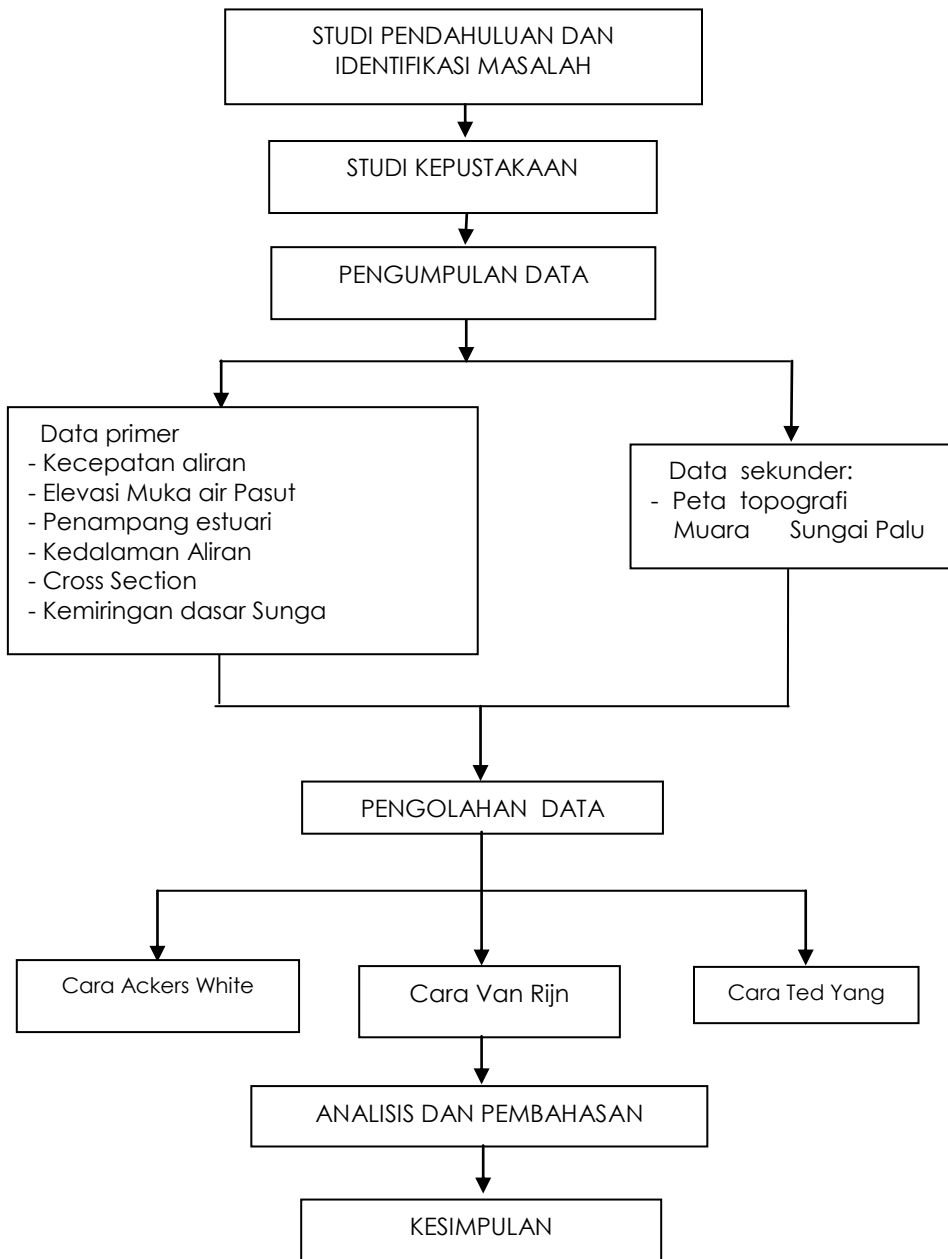 STUDI PENDAHULUAN DAN
IDENTIFIKASI MASALAH
STUDI KEPUSTAKAAN
PENGUMPULAN DATA
Data primer
- Kecepatan aliran
- Elevasi Muka air Pasut
- Penampang estuari
- Kedalaman Aliran
- Cross Section
- Kemiringan dasar Sunga
Data sekunder:
- Peta topografi
Muara Sungai Palu
PENGOLAHAN DATA
Cara Ackers White
Cara Van Rijn
Cara Ted Yang
ANALISIS DAN PEMBAHASAN
KESIMPULAN